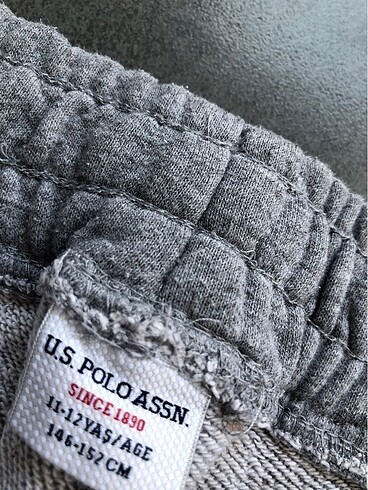 U.S. POLO ASSN.
SINCE 1890
11-12 YAŞ/AGE
146-152 CM